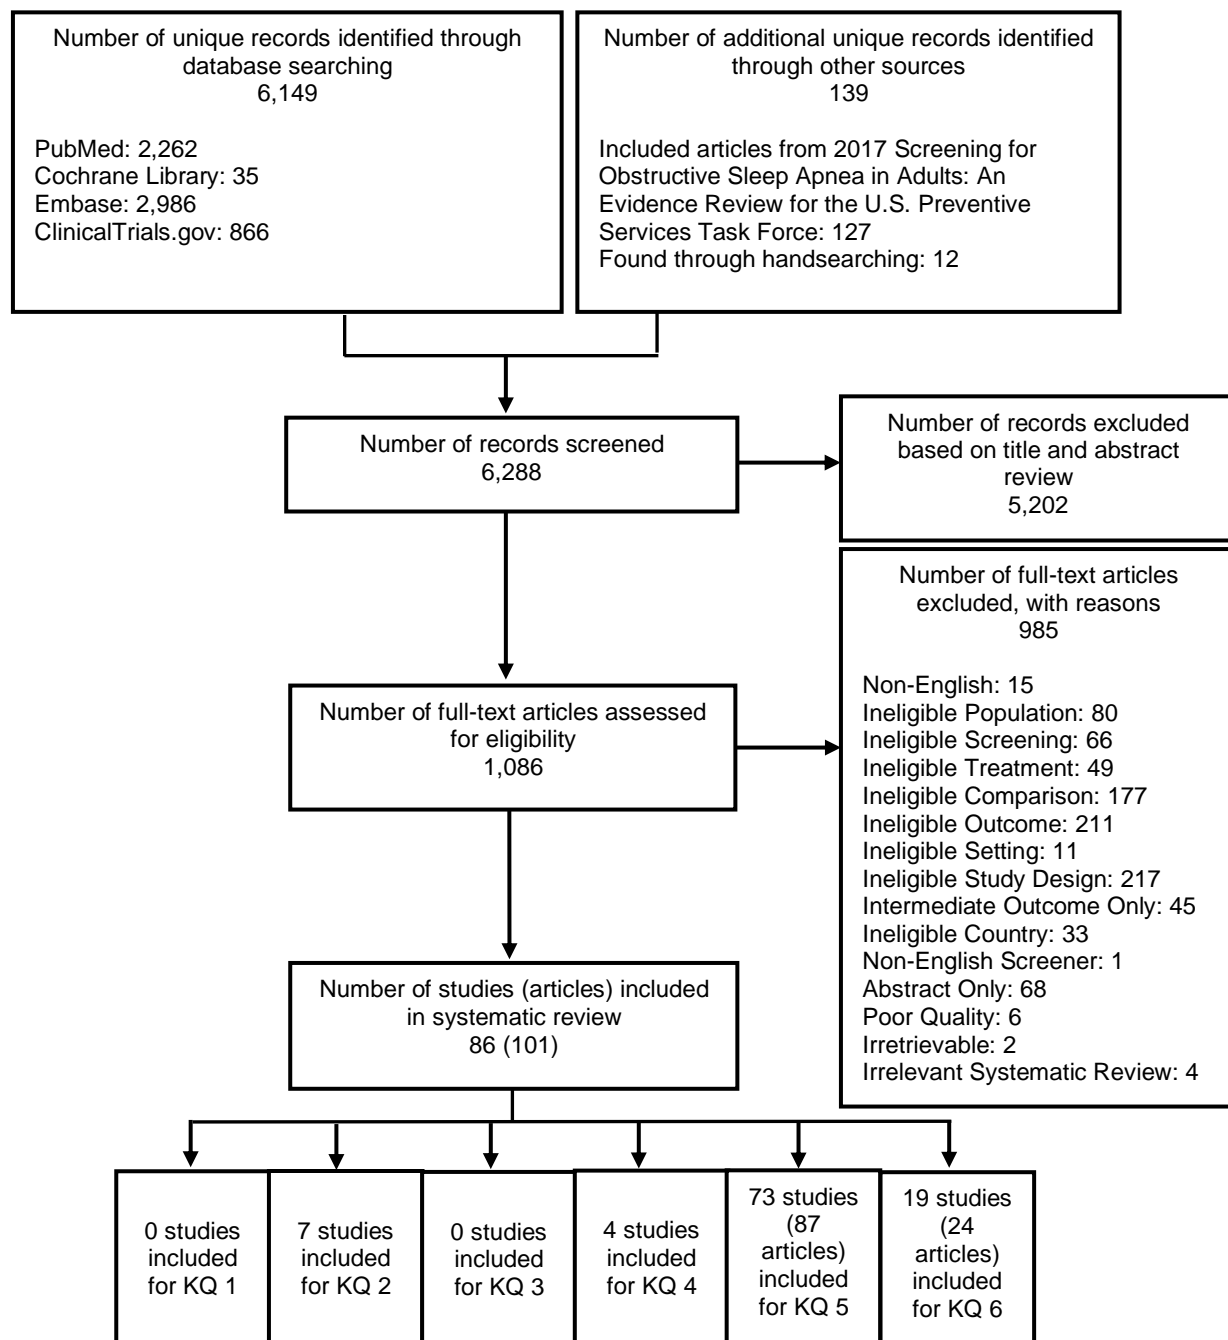 Number of unique records identified through
database searching
6,149
PubMed: 2,262
Cochrane Library: 35
Embase: 2,986
ClinicalTrials.gov: 866
Number of additional unique records identified
through other sources
139
Included articles from 2017 Screening for
Obstructive Sleep Apnea in Adults: An
Evidence Review for the U.S. Preventive
Services Task Force: 127
Found through handsearching: 12
Number of records screened
6,288
Number of records excluded
based on title and abstract
review
5,202
Number of full-text articles assessed
for eligibility
1,086
Number of full-text articles
excluded, with reasons
985
Non-English: 15
Ineligible Population: 80
Ineligible Screening: 66
Ineligible Treatment: 49
Ineligible Comparison: 177
Ineligible Outcome: 211
Ineligible Setting: 11
Ineligible Study Design: 217
Intermediate Outcome Only: 45
Ineligible Country: 33
Non-English Screener: 1
Abstract Only: 68
Poor Quality: 6
Irretrievable: 2
Irrelevant Systematic Review: 4
Number of studies (articles) included
in systematic review
86 (101)
0 studies
included
for KQ 1
7 studies
included
for KQ 2
0 studies
included
for KQ 3
4 studies
included
for KQ 4
73 studies
(87
articles)
included
for KQ 5
19 studies
(24
articles)
included
for KQ 6